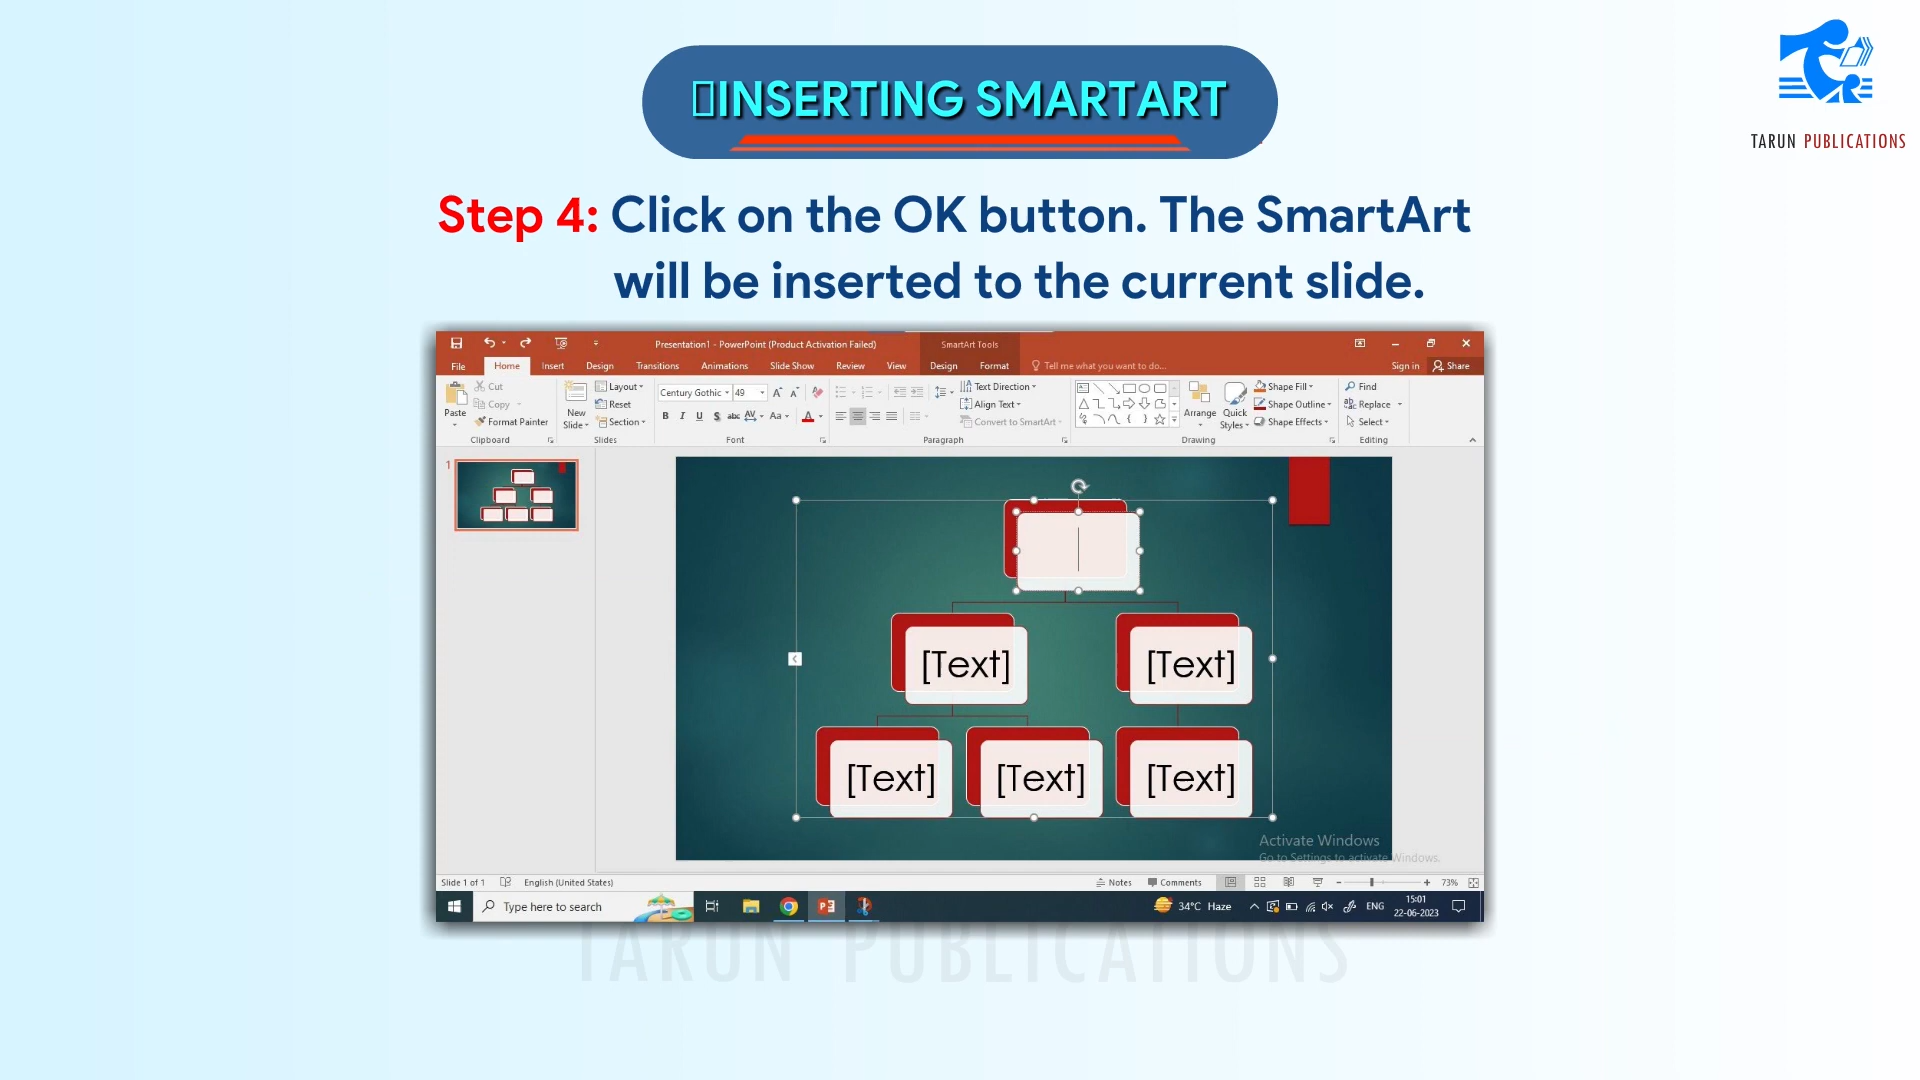 INSERTING SMARTART
TARUN PUBLICATIONS
Step 4: Click on the OK button. The SmartArt
will be inserted to the current slide.
Presentation1 - PowerPoint (Product Activation Failed)
SmartArt Tools
File Home Insert Design Transitions Animations Slide Show Review View Design Format Tell me what you want to do... Sign in Share
Cut
Copy
Format Painter
Paste
Clipboard
New
Slide
Layout
Reset
Section
Slides
Century Gothic 49
B I U S abc AV Aa A
Font
Text Direction
Align Text
Convert to SmartArt
Paragraph
Arrange
Quick
Styles
Shape Fill
Shape Outline
Shape Effects
Drawing
Find
Replace
Select
Editing
1
[Text] [Text]
[Text] [Text] [Text]
Activate Windows
Go to Settings to activate Windows.
Slide 1 of 1 English (United States) Notes Comments 73%
Type here to search 34°C Haze ENG 15:01
22-06-2023
TARUN PUBLICATIONS